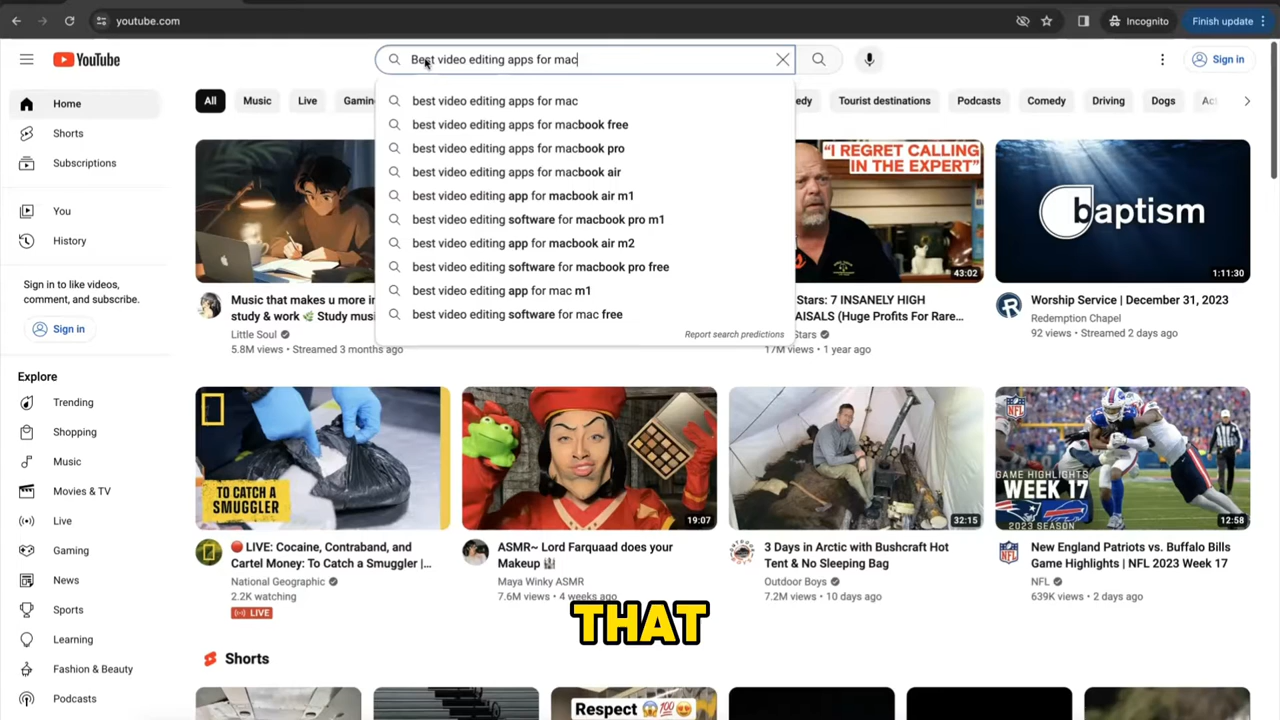 youtube.com
Incognito
Finish update
YouTube
Best video editing apps for mac
Sign in
best video editing apps for mac
best video editing apps for macbook free
best video editing apps for macbook pro
best video editing apps for macbook air
best video editing app for macbook air m1
best video editing software for macbook pro m1
best video editing app for macbook air m2
best video editing software for macbook pro free
best video editing app for mac m1
best video editing software for mac free
Report search predictions
Home
Shorts
Subscriptions
You
History
Sign in to like videos,
comment, and subscribe.
Sign in
Explore
Trending
Shopping
Music
Movies & TV
Live
Gaming
News
Sports
Learning
Fashion & Beauty
Podcasts
All
Music
Live
Tourist destinations
Podcasts
Comedy
Driving
Dogs
Music that makes u more
study & work 🌿 Study
Little Soul
5.8M views • Streamed 3 months ago
"I REGRET CALLING
IN THE EXPERT"
43:02
Stars: 7 INSANELY HIGH
(Huge Profits For Rare...
17M views • 1 year ago
baptism
1:11:30
Worship Service | December 31, 2023
Redemption Chapel
92 views • Streamed 2 days ago
TO CATCH A
SMUGGLER
🔴 LIVE: Cocaine, Contraband, and
Cartel Money: To Catch a Smuggler |...
National Geographic
2.2K watching
LIVE
19:07
ASMR~ Lord Farquaad does your
Makeup
Maya Winky ASMR
7.6M views • 4 weeks ago
32:15
3 Days in Arctic with Bushcraft Hot
Tent & No Sleeping Bag
Outdoor Boys
7.2M views • 10 days ago
NFL
GAME HIGHLIGHTS
WEEK 17
2023 SEASON
12:58
New England Patriots vs. Buffalo Bills
Game Highlights | NFL 2023 Week 17
NFL
639K views • 2 days ago
THAT
Shorts
Respect 😱💯😍